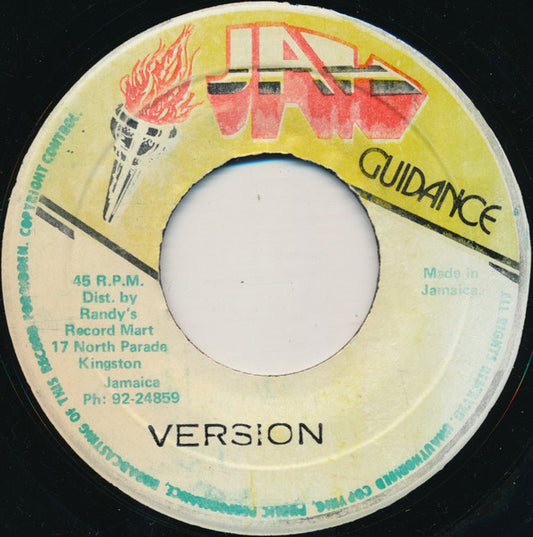 JAH
GUIDANCE
45 R.P.M.
Dist. by
Randy's
Record Mart
17 North Parade
Kingston
Jamaica
Ph: 92-24859
Made in
Jamaica.
VERSION
ALL RIGHTS RESERVED UNAUTHORISED COPYING, PUBLIC PERFORMANCE, BROADCASTING OF THIS RECORD FORBIDDEN. COPYRIGHT CONTROL.